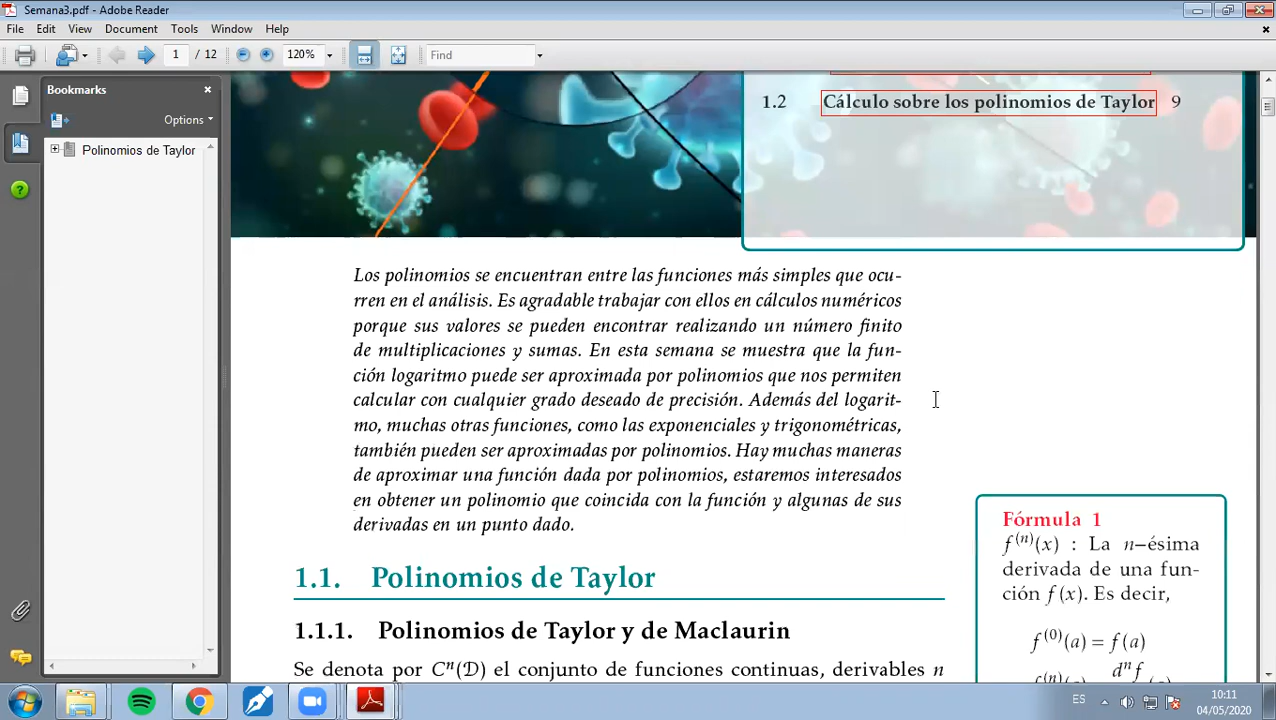 Semana3.pdf - Adobe Reader
File Edit View Document Tools Window Help
1 / 12 120% Find
Bookmarks
Options
Polinomios de Taylor
1.2 Cálculo sobre los polinomios de Taylor 9
Los polinomios se encuentran entre las funciones más simples que ocu-
rren en el análisis. Es agradable trabajar con ellos en cálculos numéricos
porque sus valores se pueden encontrar realizando un número finito
de multiplicaciones y sumas. En esta semana se muestra que la fun-
ción logaritmo puede ser aproximada por polinomios que nos permiten
calcular con cualquier grado deseado de precisión. Además del logarit-
mo, muchas otras funciones, como las exponenciales y trigonométricas,
también pueden ser aproximadas por polinomios. Hay muchas maneras
de aproximar una función dada por polinomios, estaremos interesados
en obtener un polinomio que coincida con la función y algunas de sus
derivadas en un punto dado.
1.1. Polinomios de Taylor
1.1.1. Polinomios de Taylor y de Maclaurin
Se denota por Cⁿ(D) el conjunto de funciones continuas, derivables n
Fórmula 1
f⁽ⁿ⁾(x) : La n−ésima
derivada de una fun-
ción f(x). Es decir,
f⁽⁰⁾(a) = f(a)
dⁿf
ES
10:11
04/05/2020